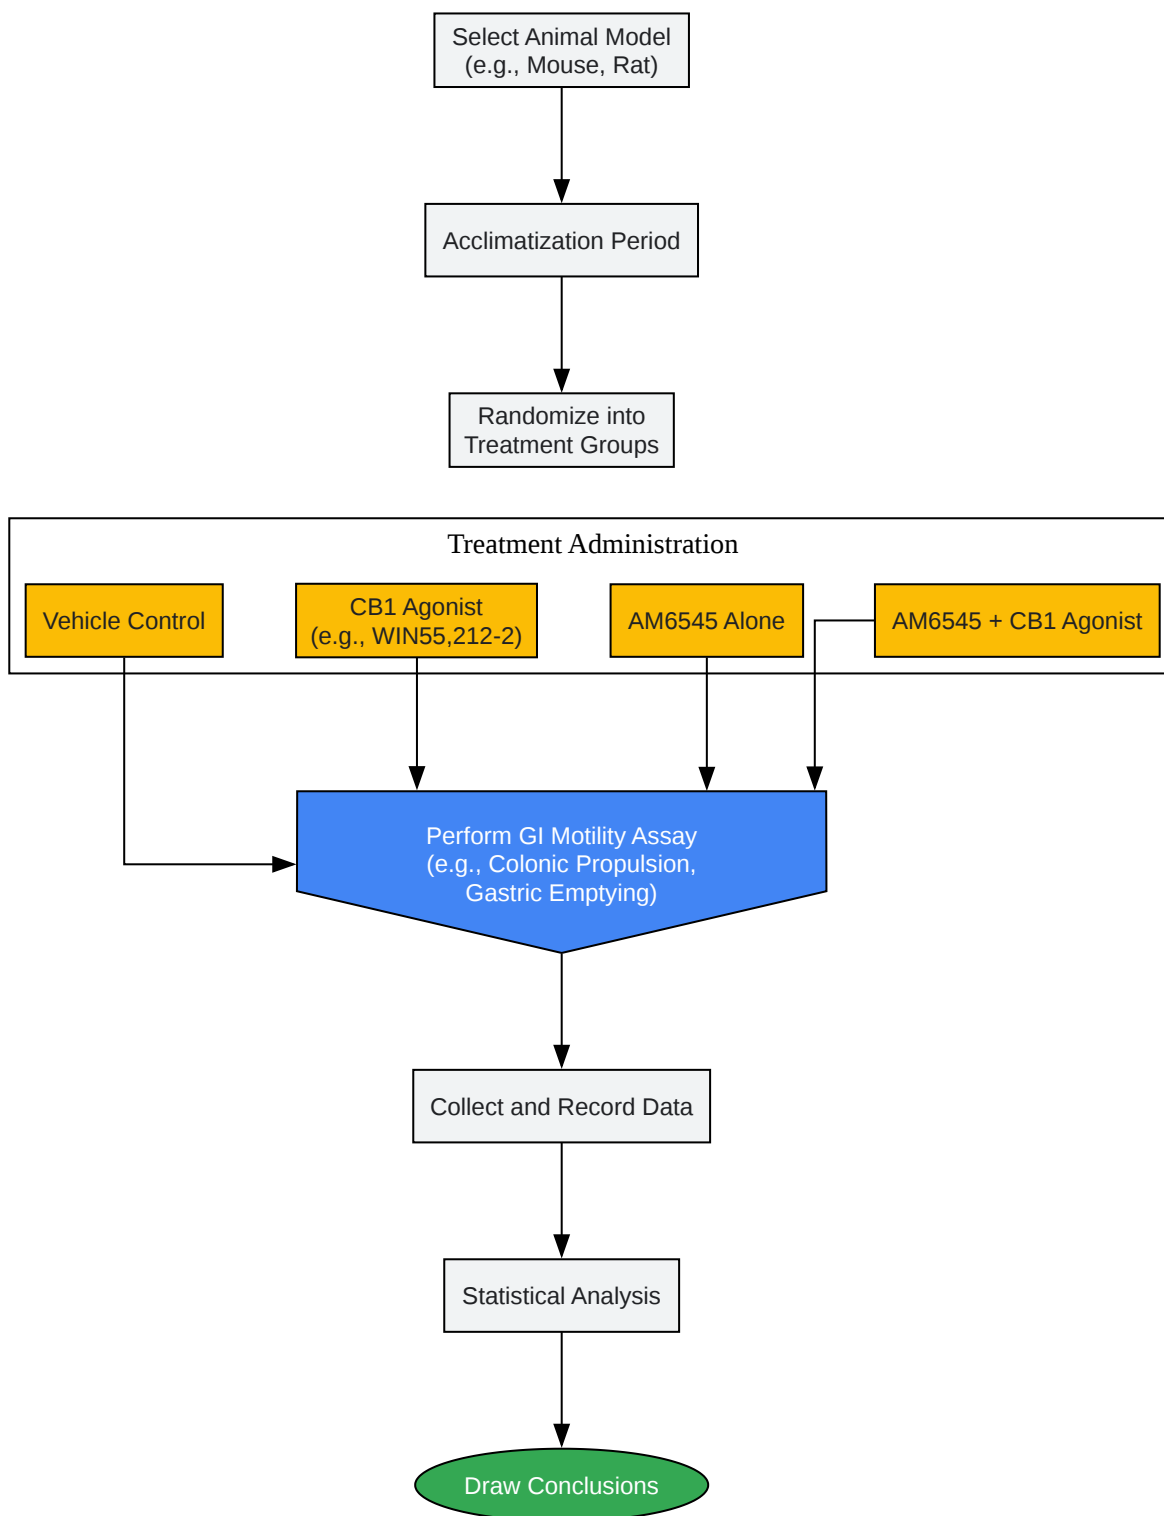 Select Animal Model
(e.g., Mouse, Rat)
Acclimatization Period
Randomize into
Treatment Groups
Treatment Administration
Vehicle Control
CB1 Agonist
(e.g., WIN55,212-2)
AM6545 Alone
AM6545 + CB1 Agonist
Perform GI Motility Assay
(e.g., Colonic Propulsion,
Gastric Emptying)
Collect and Record Data
Statistical Analysis
Draw Conclusions